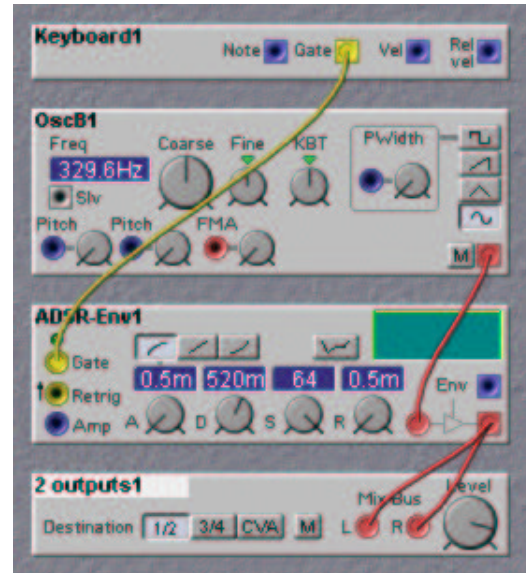 Keyboard1
Note Gate Vel Rel vel
OscB1
Freq Coarse Fine KBT PWidth
329.6Hz
Slv
Pitch Pitch FMA
M
ADSR-Env1
Gate
0.5m 520m 64 0.5m Env
Retrig
Amp A D S R
2 outputs1
Mix Bus Level
Destination 1/2 3/4 CVA M L R